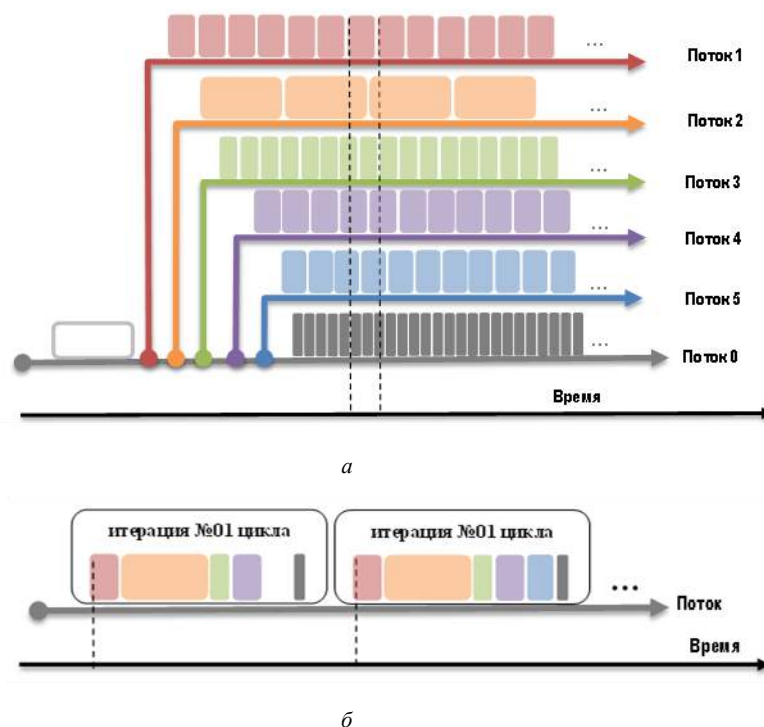 ...
Поток 1
...
Поток 2
...
Поток 3
...
Поток 4
...
Поток 5
...
Поток 0
Время
а
итерация №01 цикла
итерация №01 цикла
...
Поток
Время
б